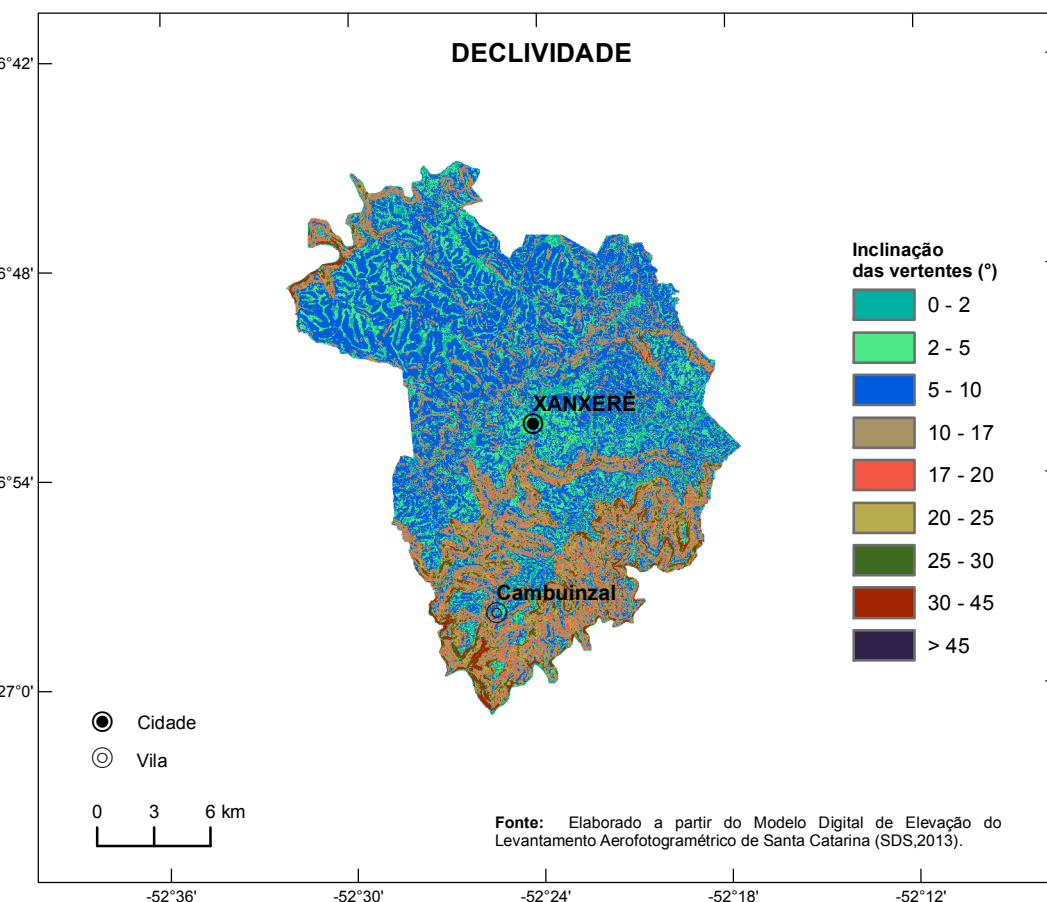 DECLIVIDADE
6°42'
6°48'
6°54'
27°0'
XANXERÊ
Cambuinzal
Inclinação
das vertentes (°)
0 - 2
2 - 5
5 - 10
10 - 17
17 - 20
20 - 25
25 - 30
30 - 45
> 45
Cidade
Vila
0 3 6 km
Fonte: Elaborado a partir do Modelo Digital de Elevação do
Levantamento Aerofotogramétrico de Santa Catarina (SDS,2013).
-52°36' -52°30' -52°24' -52°18' -52°12'